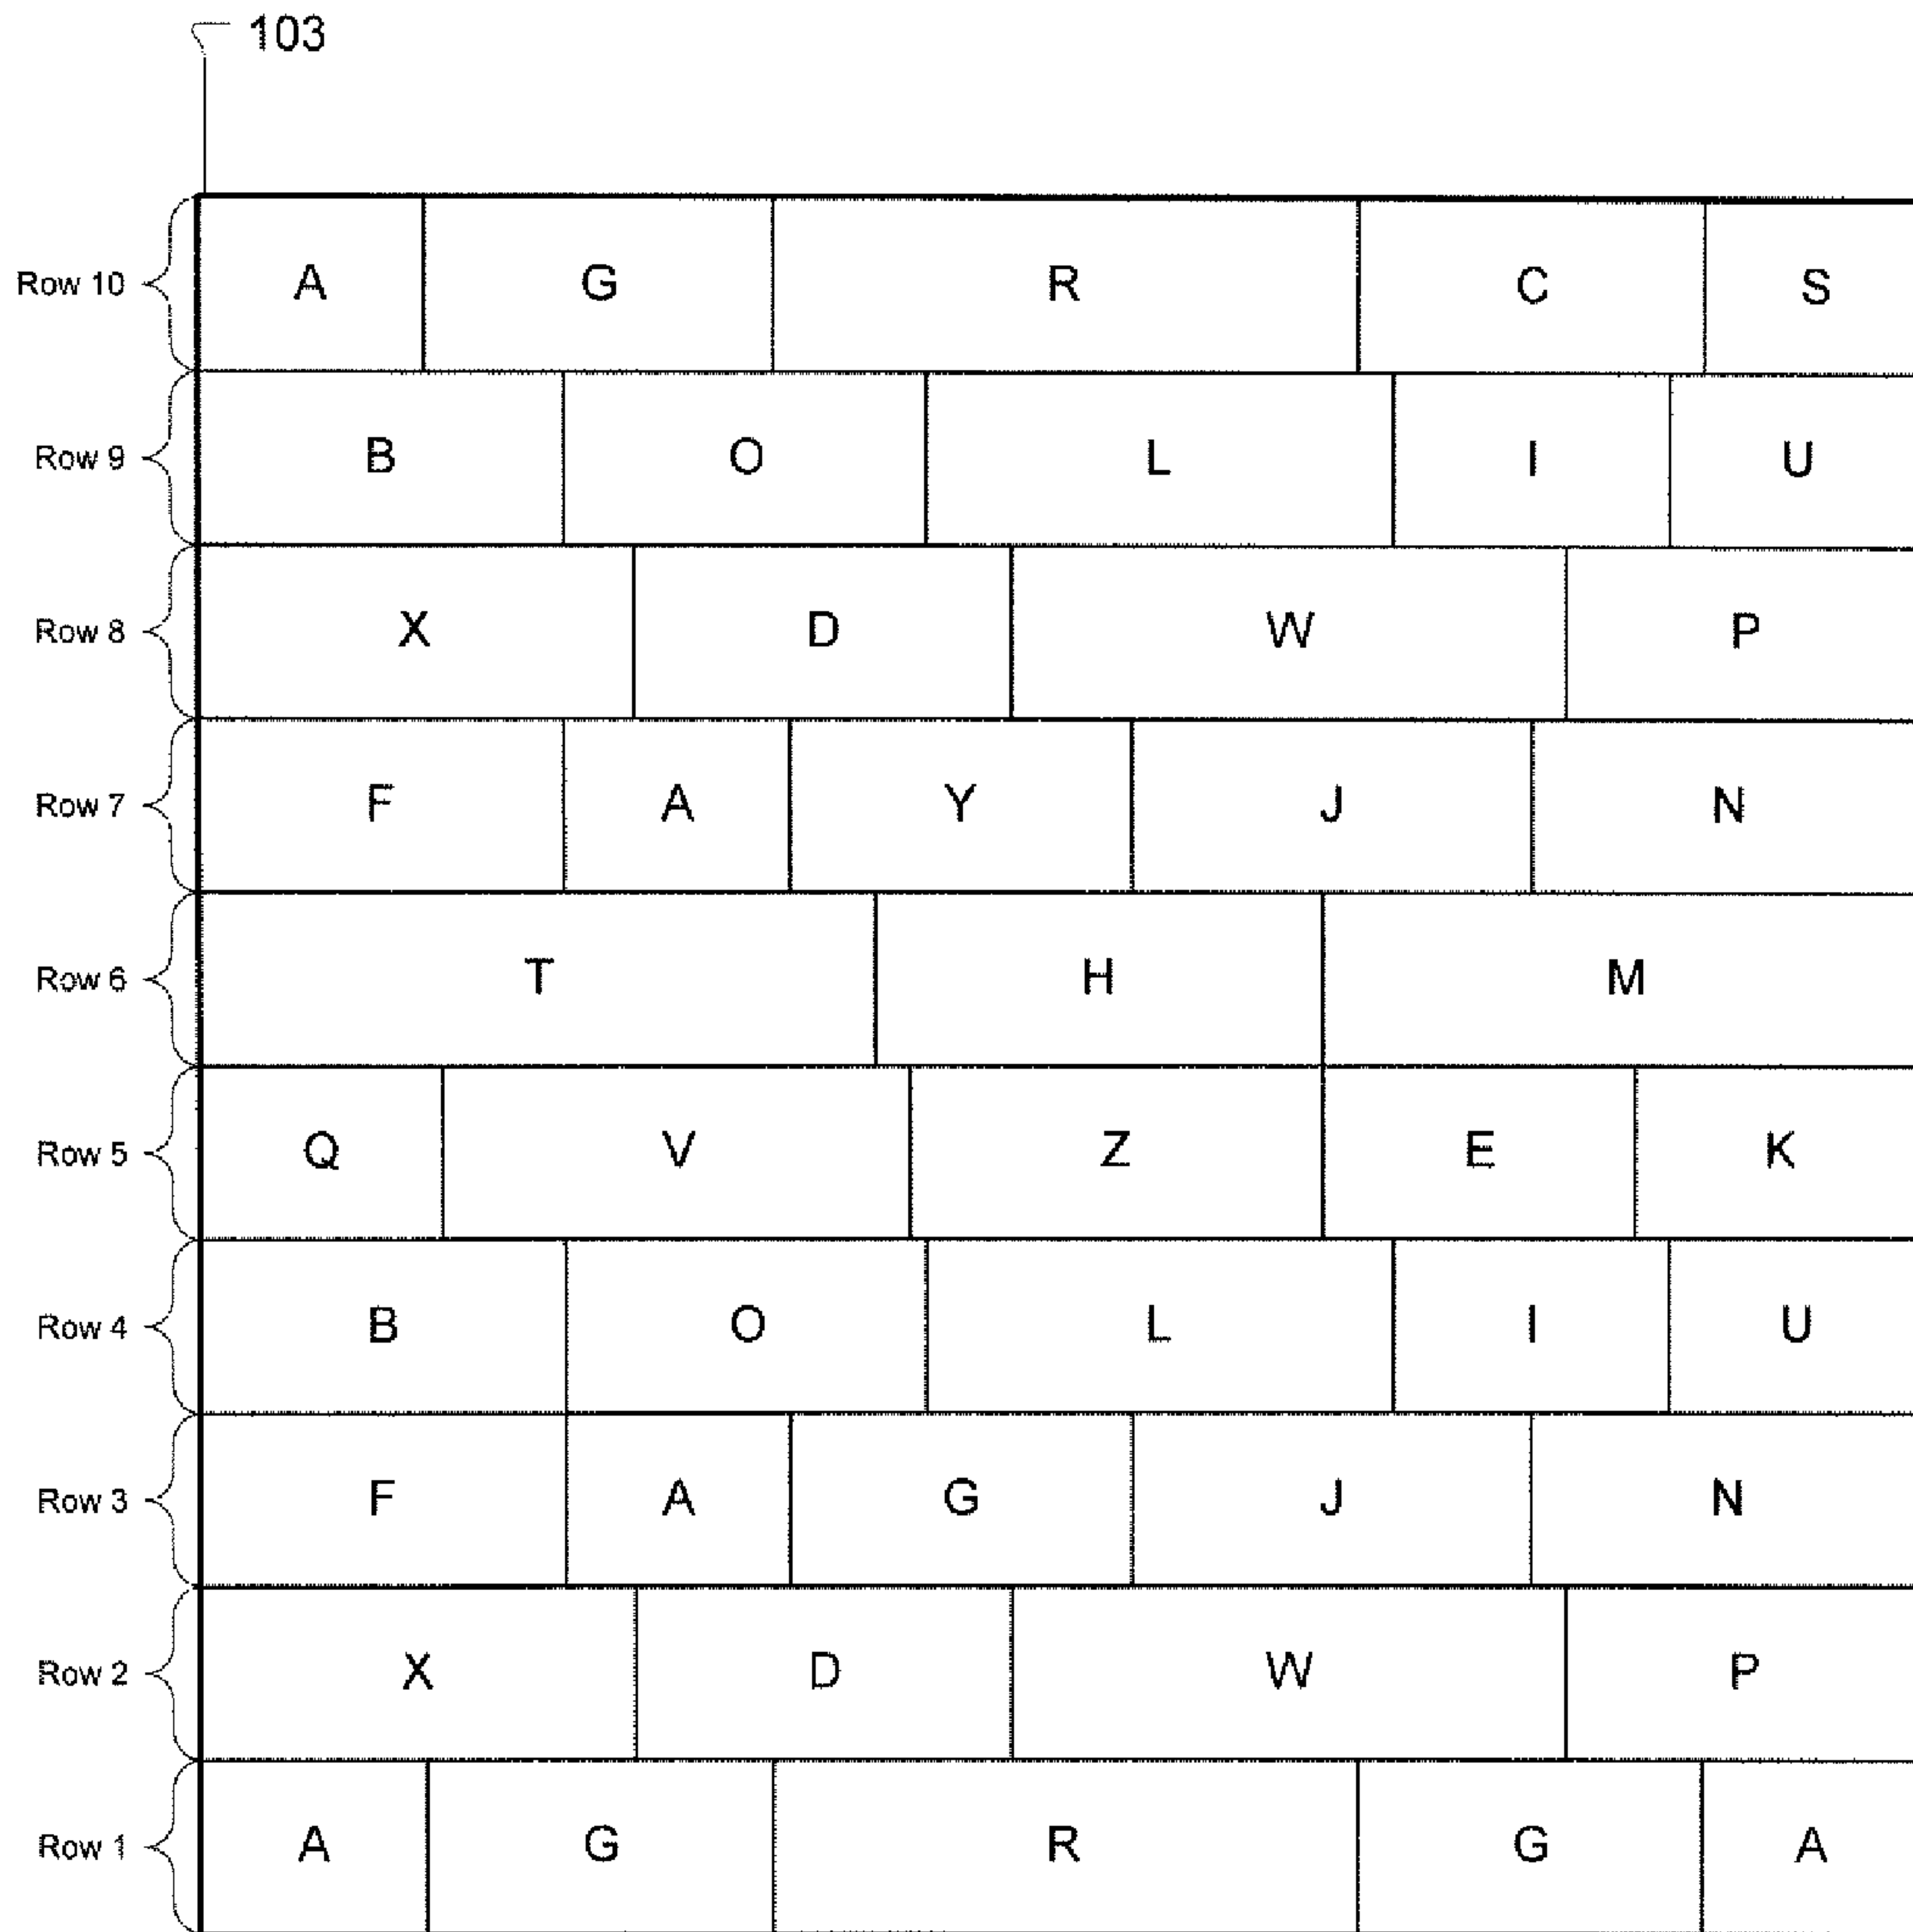 103
Row 10 A G R C S
Row 9 B O L I U
Row 8 X D W P
Row 7 F A Y J N
Row 6 T H M
Row 5 Q V Z E K
Row 4 B O L I U
Row 3 F A G J N
Row 2 X D W P
Row 1 A G R G A